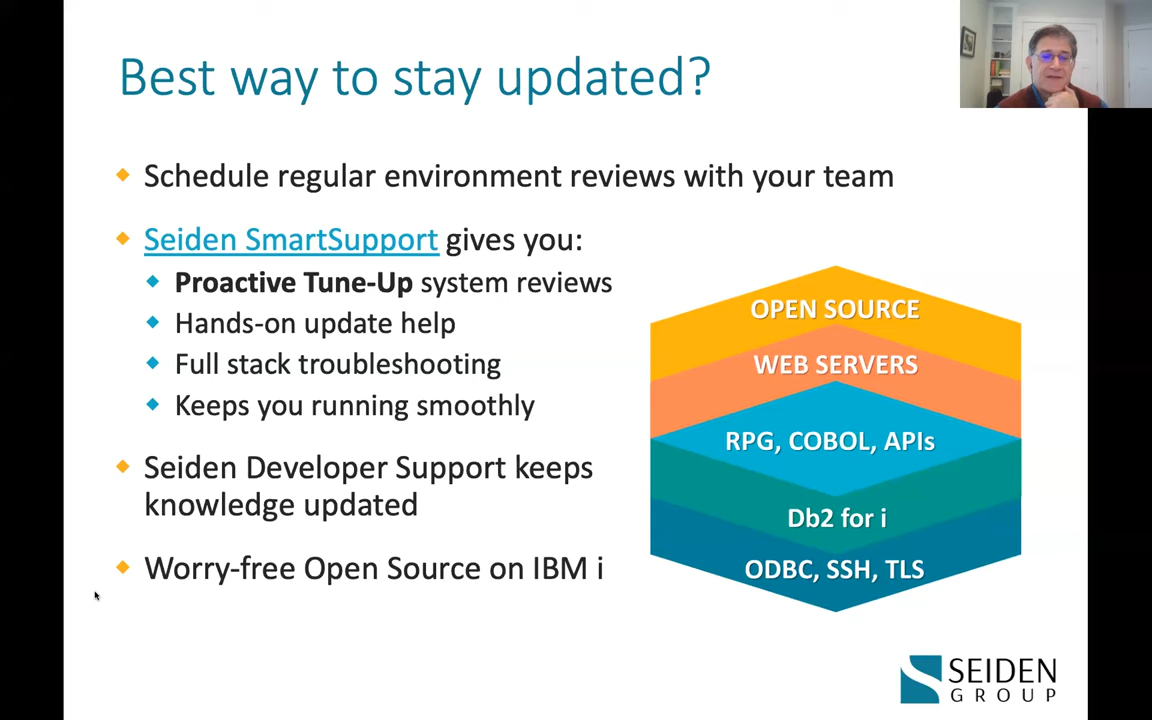 Best way to stay updated?
Schedule regular environment reviews with your team
Seiden SmartSupport gives you:
Proactive Tune-Up system reviews
Hands-on update help
Full stack troubleshooting
Keeps you running smoothly
Seiden Developer Support keeps
knowledge updated
Worry-free Open Source on IBM i
OPEN SOURCE
WEB SERVERS
RPG, COBOL, APIs
Db2 for i
ODBC, SSH, TLS
SEIDEN
GROUP